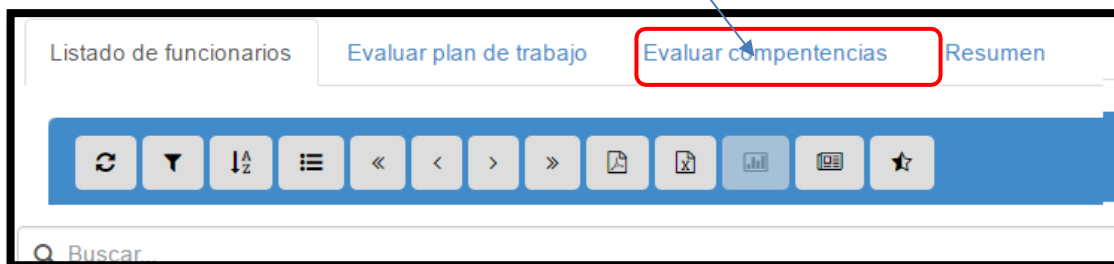 Listado de funcionarios Evaluar plan de trabajo Evaluar compentencias Resumen
Buscar...